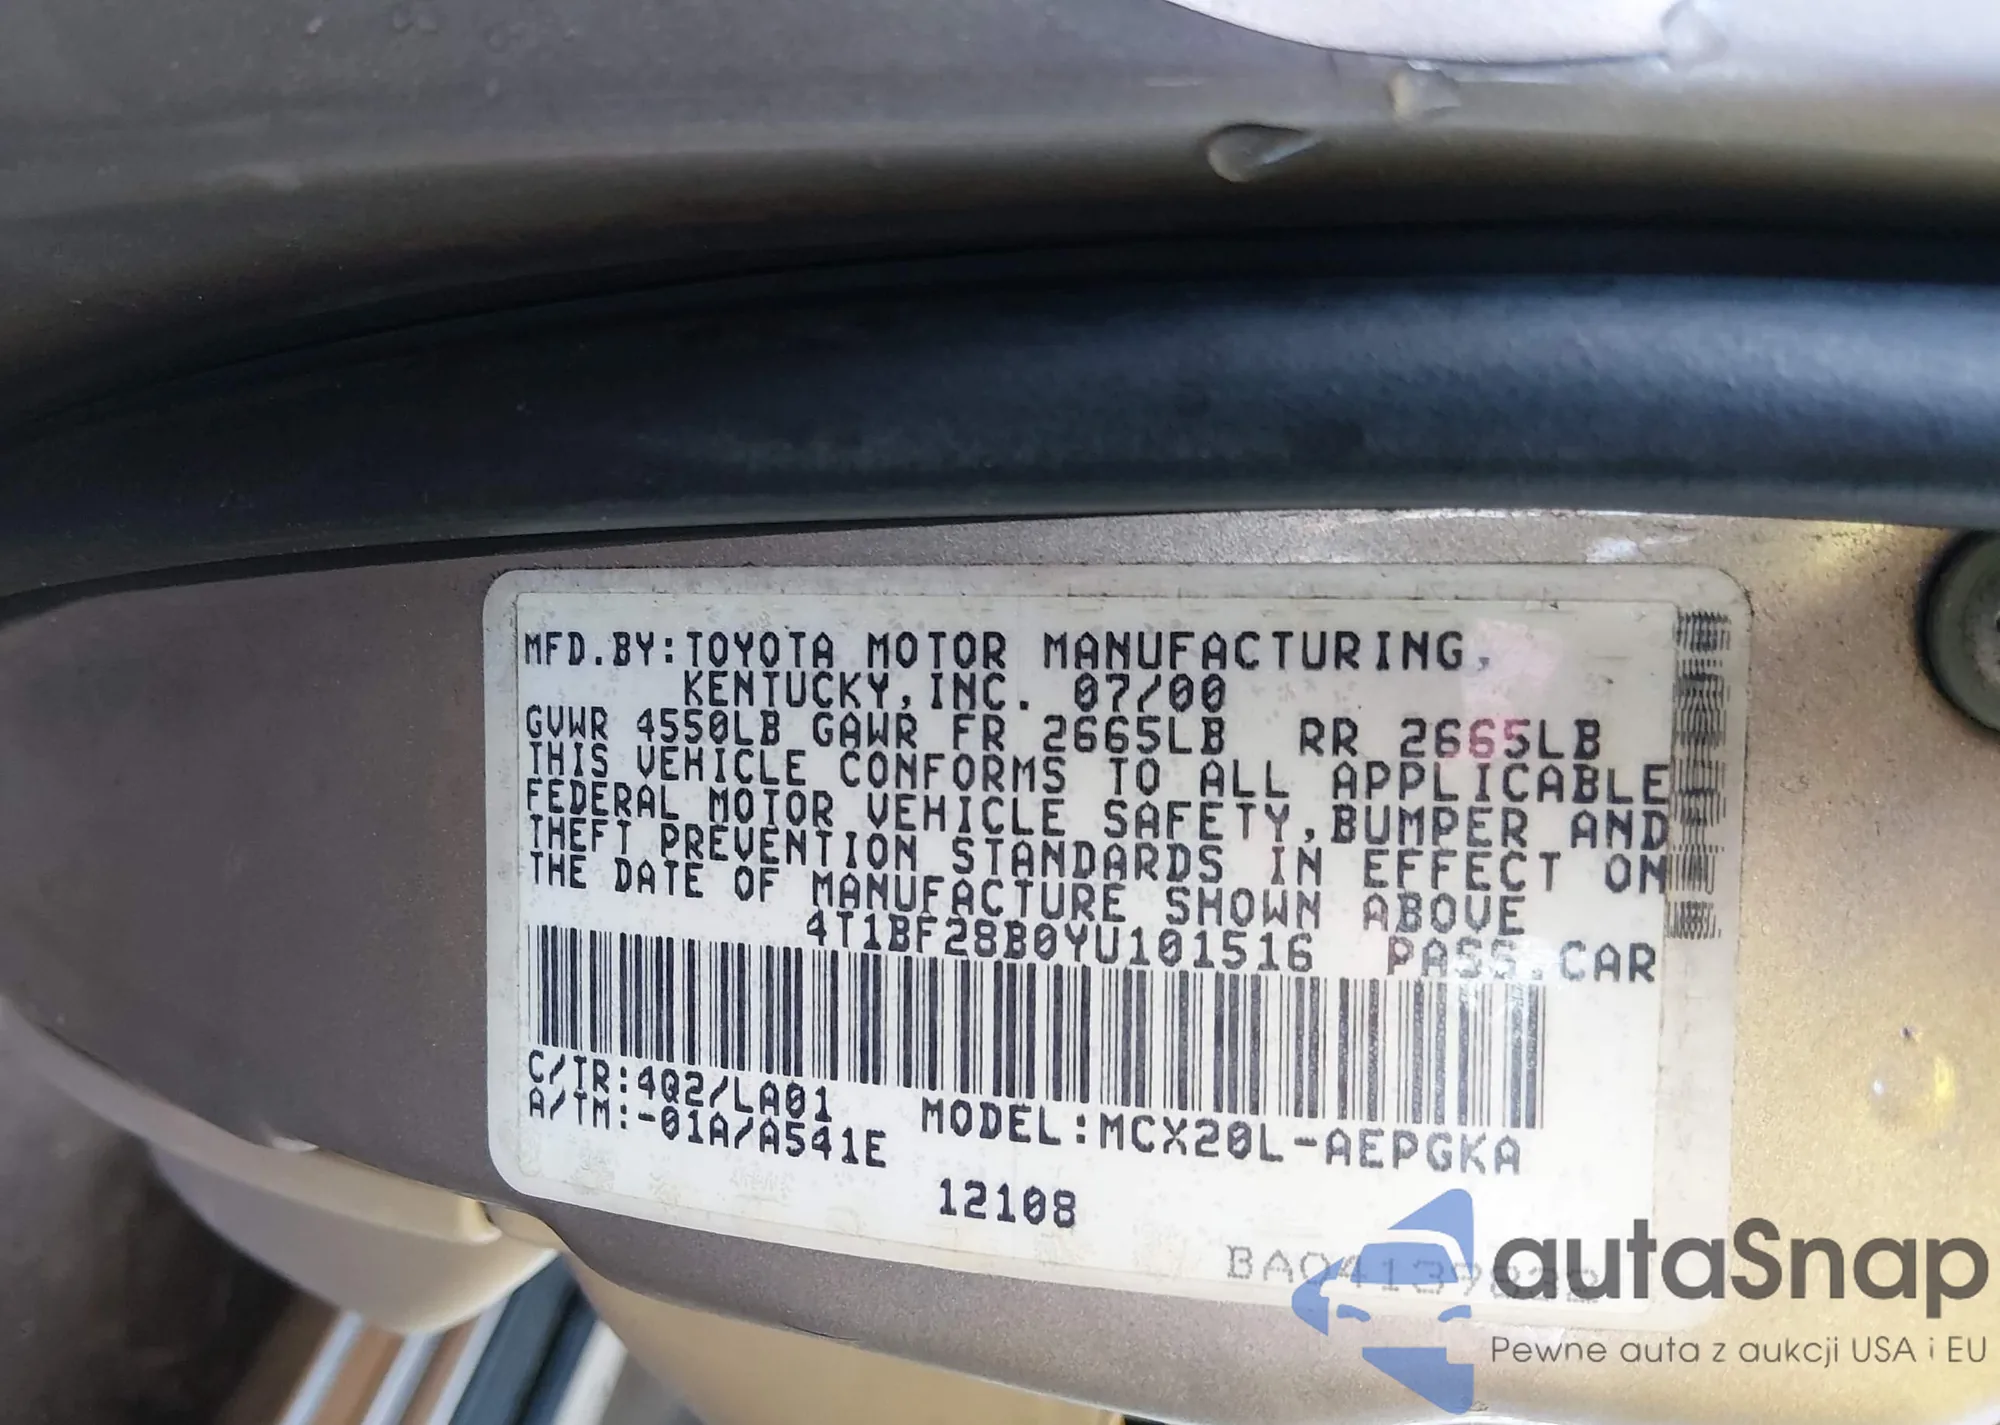 MFD.BY:TOYOTA MOTOR MANUFACTURING,
KENTUCKY,INC. 07/00
GVWR 4550LB GAWR FR 2665LB RR 2665LB
THIS VEHICLE CONFORMS TO ALL APPLICABLE
FEDERAL MOTOR VEHICLE SAFETY,BUMPER AND
THEFT PREVENTION STANDARDS IN EFFECT ON
THE DATE OF MANUFACTURE SHOWN ABOVE
4T1BF28B0YU101516 PASS.CAR
C/TR:4Q2/LA01
A/TM:-01A/A541E
MODEL:MCX20L-AEPGKA
12108
autaSnap
Pewne auta z aukcji USA i EU